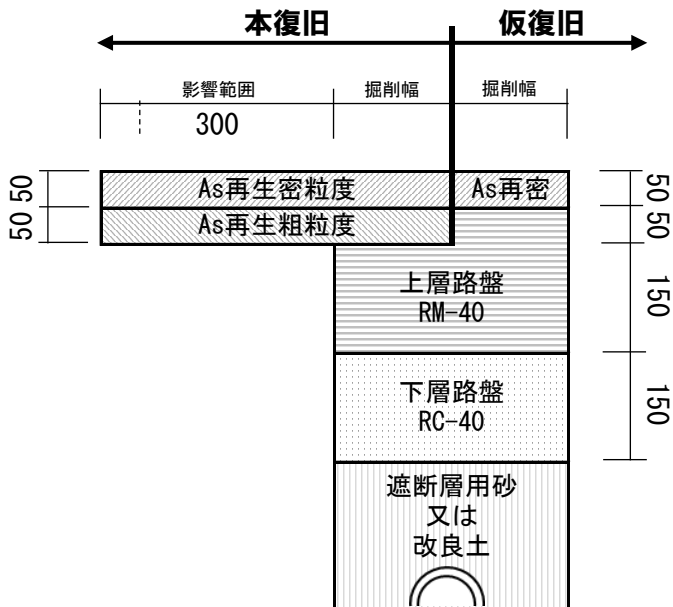 本復旧
仮復旧
影響範囲
掘削幅
掘削幅
300
50
50
As再生密粒度
As再密
As再生粗粒度
50
50
上層路盤
RM-40
150
下層路盤
RC-40
150
遮断層用砂
又は
改良土